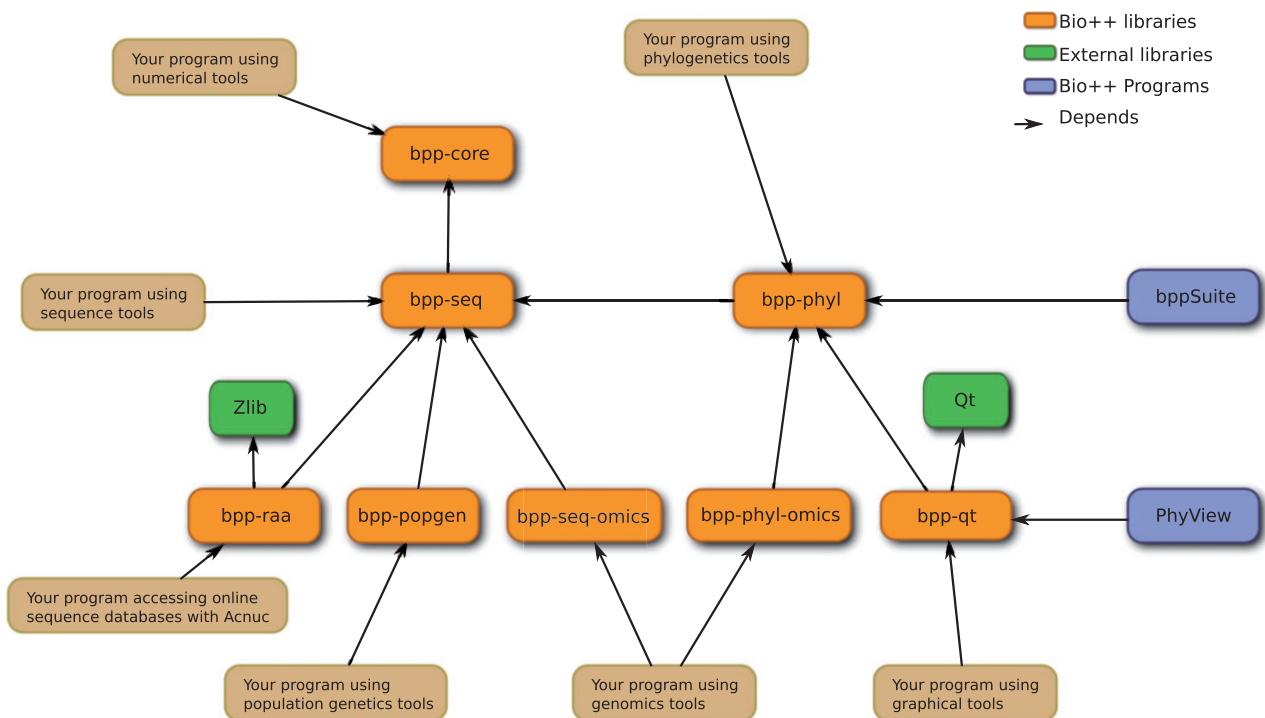 Your program using
numerical tools
Your program using
phylogenetics tools
Bio++ libraries
External libraries
Bio++ Programs
Depends
bpp-core
Your program using
sequence tools
bpp-seq
bpp-phyl
bppSuite
Zlib
Qt
bpp-raa
bpp-popgen
bpp-seq-omics
bpp-phyl-omics
bpp-qt
PhyView
Your program accessing online
sequence databases with Acnuc
Your program using
population genetics tools
Your program using
genomics tools
Your program using
graphical tools